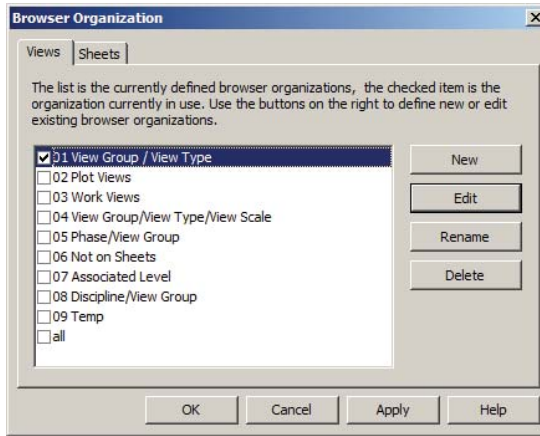 Browser Organization
Views
Sheets
The list is the currently defined browser organizations, the checked item is the
organization currently in use. Use the buttons on the right to define new or edit
existing browser organizations.
01 View Group / View Type
02 Plot Views
03 Work Views
04 View Group/View Type/View Scale
05 Phase/View Group
06 Not on Sheets
07 Associated Level
08 Discipline/View Group
09 Temp
all
New
Edit
Rename
Delete
OK
Cancel
Apply
Help